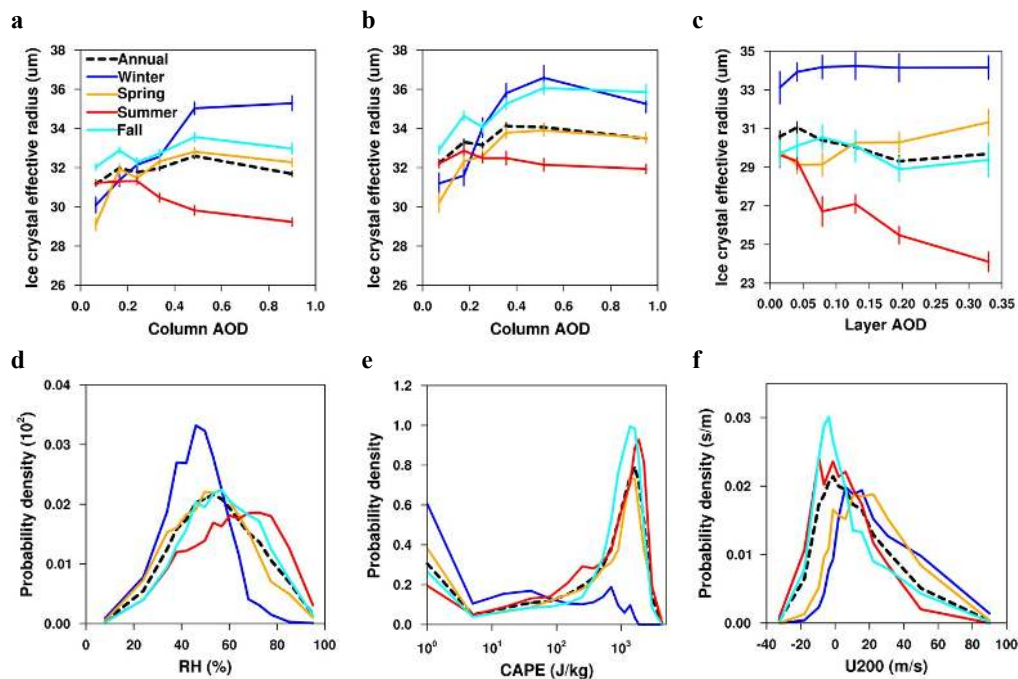 a
b
c
Ice crystal effective radius (um)
38
36
34
32
30
28
26
Annual
Winter
Spring
Summer
Fall
0.0 0.2 0.4 0.6 0.8 1.0
Column AOD
Ice crystal effective radius (um)
38
36
34
32
30
28
26
0.0 0.2 0.4 0.6 0.8 1.0
Column AOD
Ice crystal effective radius (um)
35
33
31
29
27
25
23
0.00 0.05 0.10 0.15 0.20 0.25 0.30 0.35
Layer AOD
d
e
f
Probability density (10²)
0.04
0.03
0.02
0.01
0.00
0 20 40 60 80 100
RH (%)
Probability density
1.2
1.0
0.8
0.6
0.4
0.2
0.0
10⁰ 10¹ 10² 10³
CAPE (J/kg)
Probability density (s/m)
0.03
0.02
0.01
0.00
-40 -20 0 20 40 60 80 100
U200 (m/s)